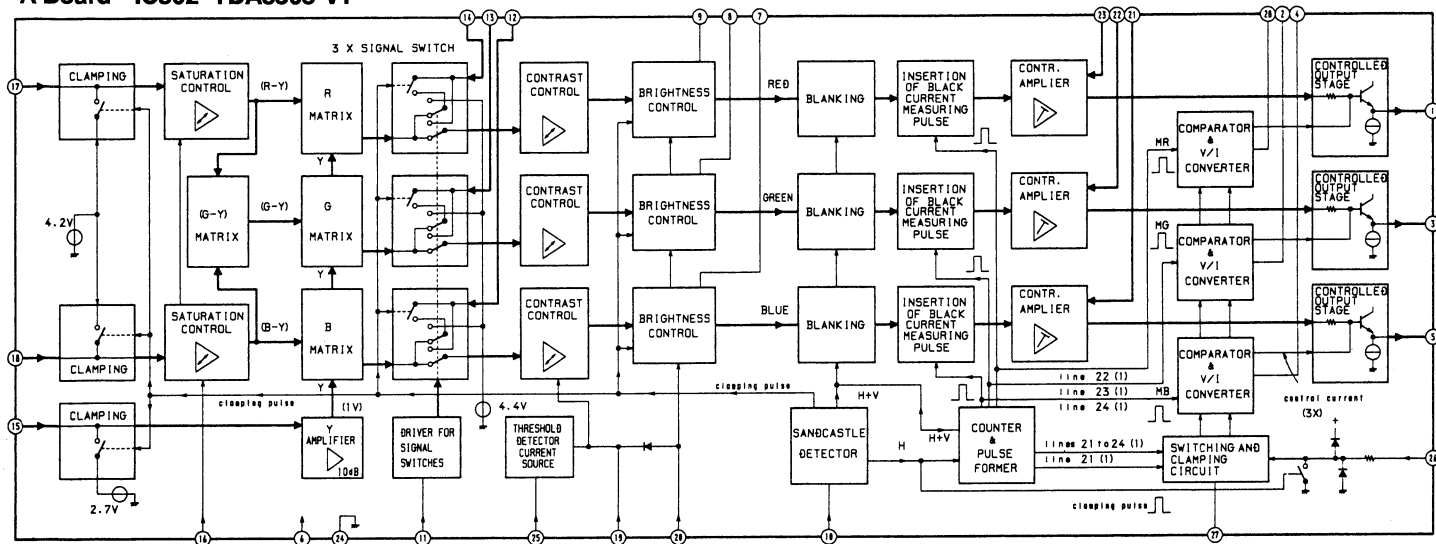 14 13 12 9 8 7 23 22 21 28 2 4
3 X SIGNAL SWITCH
CLAMPING
SATURATION CONTROL
(R-Y)
R MATRIX
CONTRAST CONTROL
BRIGHTNESS CONTROL
RED
BLANKING
INSERTION OF BLACK CURRENT MEASURING PULSE
CONTR. AMPLIER
CONTROLLED OUTPUT STAGE
17
1
COMPARATOR & V/I CONVERTER
MR
Y
4.2V
(G-Y) MATRIX
(G-Y)
G MATRIX
CONTRAST CONTROL
BRIGHTNESS CONTROL
GREEN
BLANKING
INSERTION OF BLACK CURRENT MEASURING PULSE
CONTR. AMPLIER
CONTROLLED OUTPUT STAGE
3
MG
COMPARATOR & V/I CONVERTER
Y
SATURATION CONTROL
(B-Y)
B MATRIX
CONTRAST CONTROL
BRIGHTNESS CONTROL
BLUE
BLANKING
INSERTION OF BLACK CURRENT MEASURING PULSE
CONTR. AMPLIER
CONTROLLED OUTPUT STAGE
18
5
CLAMPING
COMPARATOR & V/I CONVERTER
line 22 (1)
line 23 (1)
MB
line 24 (1)
control current
(3X)
Y
clamping pulse
clamping pulse
CLAMPING
(1V)
4.4V
H+V
15
Y AMPLIFIER
10dB
DRIVER FOR SIGNAL SWITCHES
THRESHOLD DETECTOR CURRENT SOURCE
SANDCASTLE DETECTOR
H+V
H
COUNTER & PULSE FORMER
lines 21 to 24 (1)
line 21 (1)
SWITCHING AND CLAMPING CIRCUIT
+
26
2.7V
clamping pulse
16 6 24 11 25 19 20 10 27